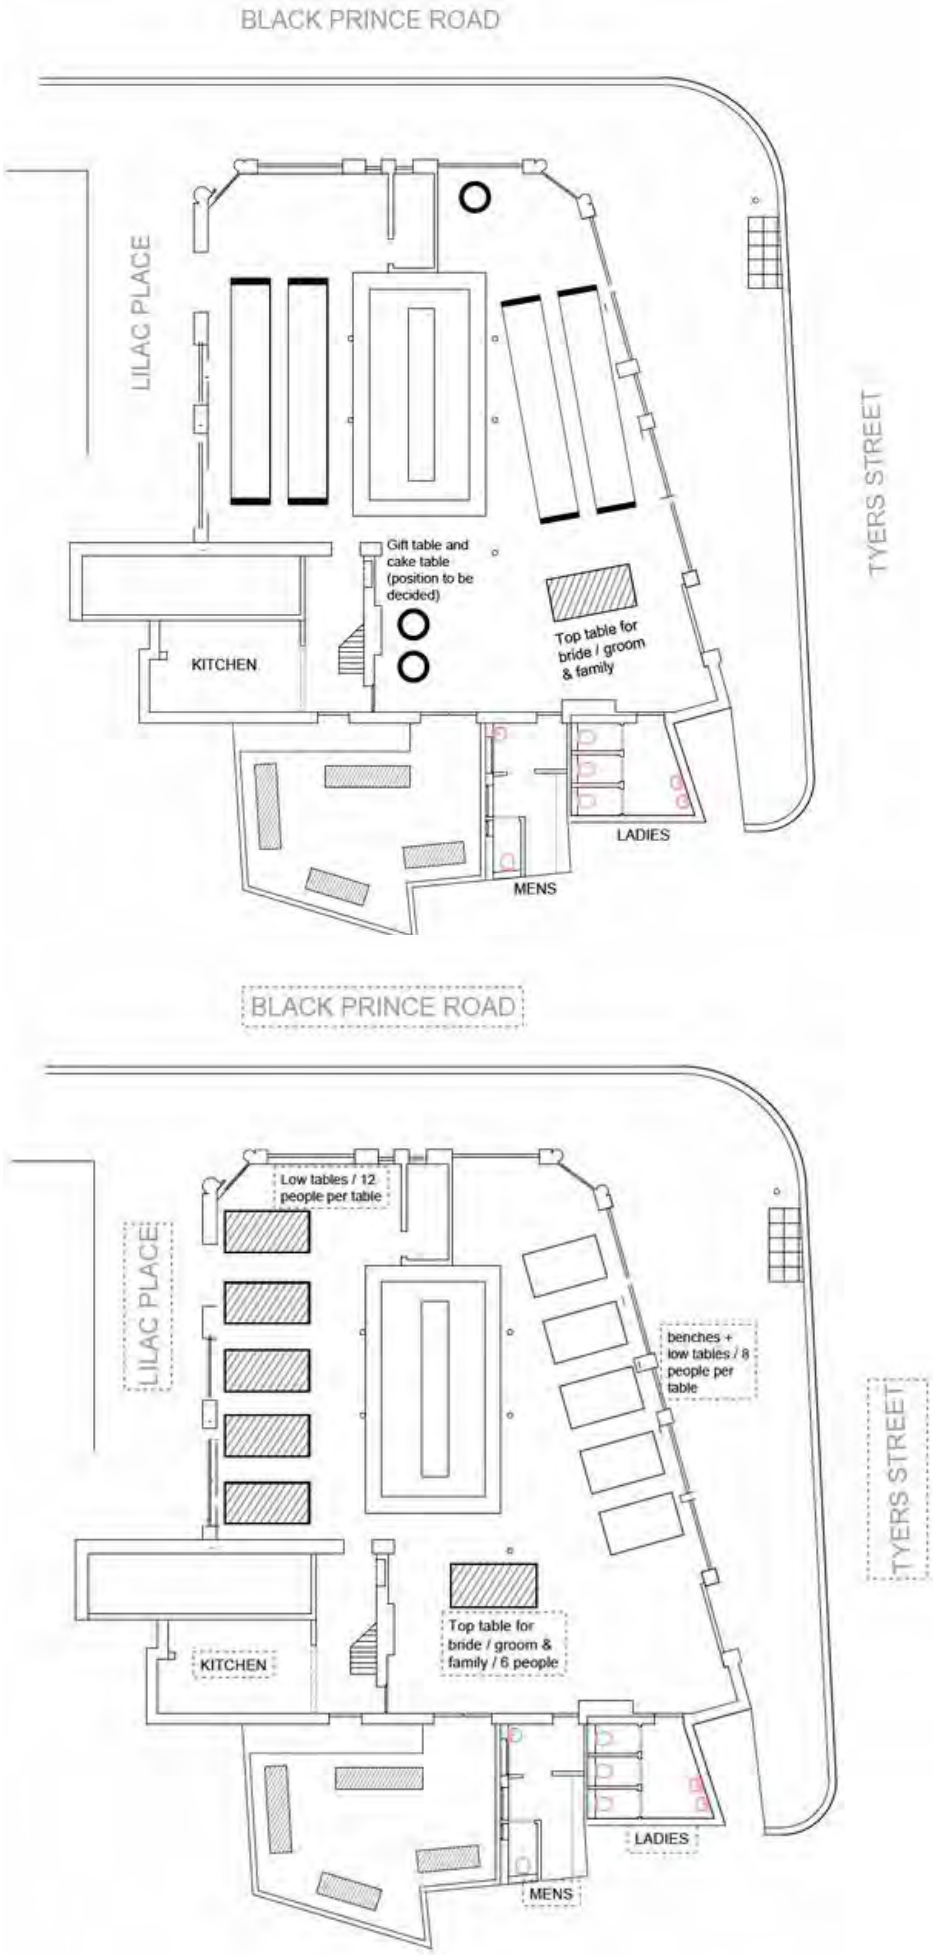 BLACK PRINCE ROAD
LILAC PLACE
TYERS STREET
Gift table and
cake table
(position to be
decided)
Top table for
bride / groom
& family
KITCHEN
LADIES
MENS
BLACK PRINCE ROAD
Low tables / 12
people per table
LILAC PLACE
benches +
low tables / 8
people per
table
TYERS STREET
Top table for
bride / groom &
family / 6 people
KITCHEN
LADIES
MENS